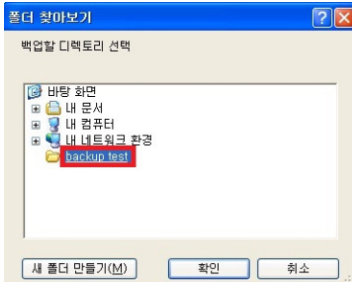 폴더 찾아보기
백업할 디렉토리 선택
바탕 화면
내 문서
내 컴퓨터
내 네트워크 환경
backup test
새 폴더 만들기(M)
확인
취소